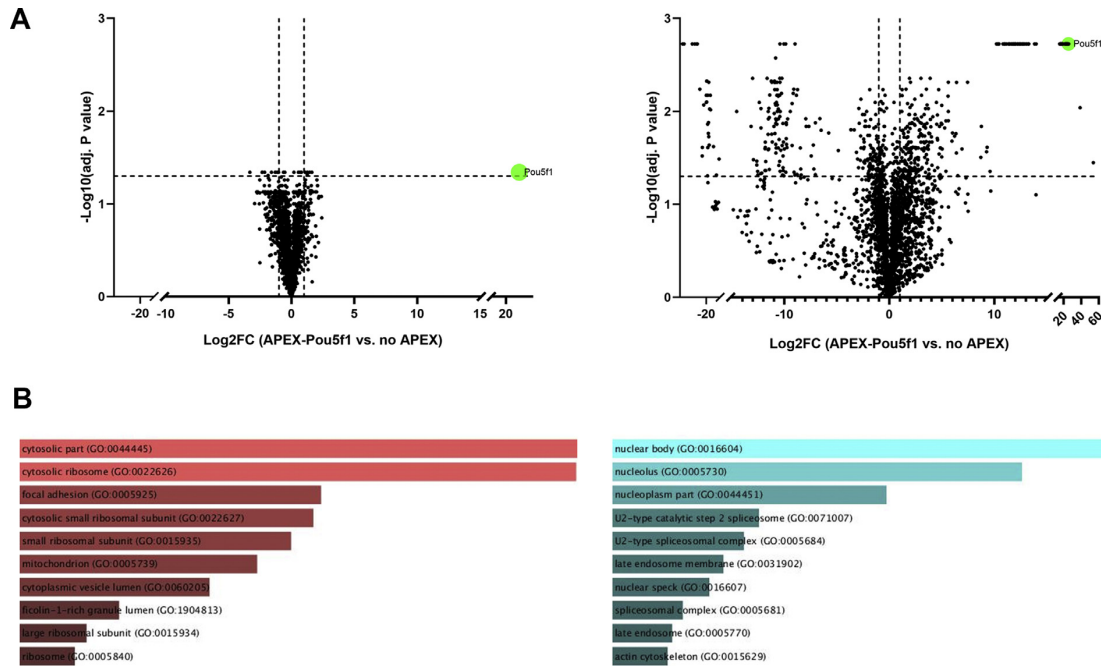 A
3
2
1
0
-Log10(adj. P value)
Pou5f1
-20
-10
-5
0
5
10
15
20
Log2FC (APEX-Pou5f1 vs. no APEX)
3
2
1
0
-Log10(adj. P value)
Pou5f1
-20
-10
0
10
20
40
60
Log2FC (APEX-Pou5f1 vs. no APEX)
B
cytosolic part (GO:0044445)
cytosolic ribosome (GO:0022626)
focal adhesion (GO:0005925)
cytosolic small ribosomal subunit (GO:0022627)
small ribosomal subunit (GO:0015935)
mitochondrion (GO:0005739)
cytoplasmic vesicle lumen (GO:0060205)
ficolin-1-rich granule lumen (GO:1904813)
large ribosomal subunit (GO:0015934)
ribosome (GO:0005840)
nuclear body (GO:0016604)
nucleolus (GO:0005730)
nucleoplasm part (GO:0044451)
U2-type catalytic step 2 spliceosome (GO:0071007)
U2-type spliceosomal complex (GO:0005684)
late endosome membrane (GO:0031902)
nuclear speck (GO:0016607)
spliceosomal complex (GO:0005681)
late endosome (GO:0005770)
actin cytoskeleton (GO:0015629)